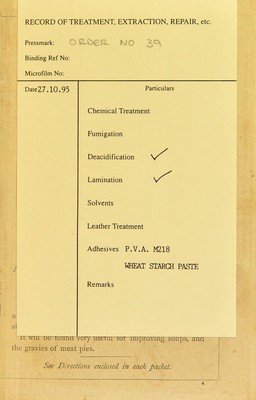 RECORD OF TREATMENT, EXTRACTION, REPAIR, etc.
Pressmark: ORDER NO 39
Binding Ref No:
Microfilm No:
Date 27.10.95 Particulars
Chemical Treatment
Fumigation
Deacidification ✓
Lamination ✓
Solvents
Leather Treatment
Adhesives P.V.A. M218
WHEAT STARCH PASTE
Remarks
It will be found very useful for improving soups, and
the gravies of meat pies.
See Directions enclosed in each packet.